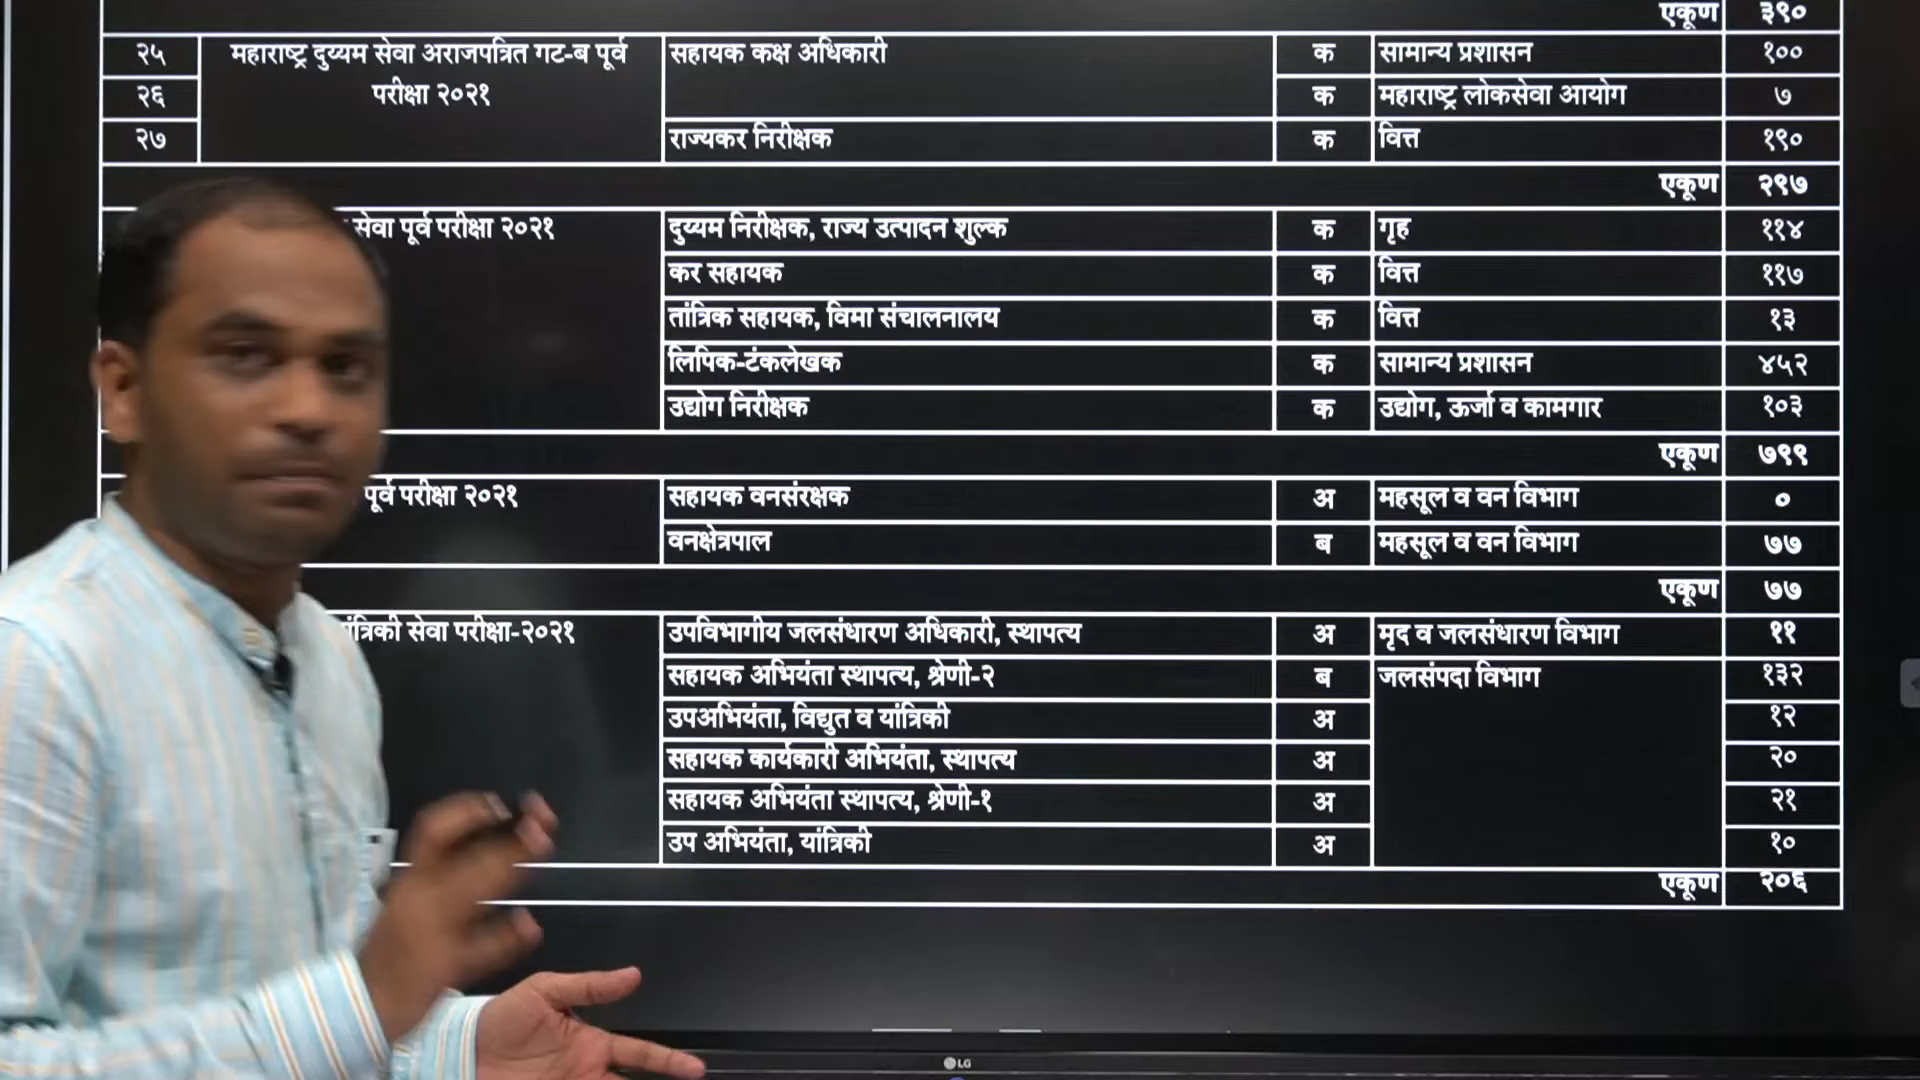 एकूण ३९०
२५ महाराष्ट्र दुय्यम सेवा अराजपत्रित गट-ब पूर्व सहायक कक्ष अधिकारी क सामान्य प्रशासन १००
२६ परीक्षा २०२१ क महाराष्ट्र लोकसेवा आयोग ७
२७ राज्यकर निरीक्षक क वित्त १९०
एकूण २९७
सेवा पूर्व परीक्षा २०२१ दुय्यम निरीक्षक, राज्य उत्पादन शुल्क क गृह ११४
कर सहायक क वित्त ११७
तांत्रिक सहायक, विमा संचालनालय क वित्त १३
लिपिक-टंकलेखक क सामान्य प्रशासन ४५२
उद्योग निरीक्षक क उद्योग, ऊर्जा व कामगार १०३
एकूण ७९९
पूर्व परीक्षा २०२१ सहायक वनसंरक्षक अ महसूल व वन विभाग ०
वनक्षेत्रपाल ब महसूल व वन विभाग ७७
एकूण ७७
सेवा परीक्षा-२०२१ उपविभागीय जलसंधारण अधिकारी, स्थापत्य अ मृद व जलसंधारण विभाग ११
सहायक अभियंता स्थापत्य, श्रेणी-२ ब जलसंपदा विभाग १३२
उपअभियंता, विद्युत व यांत्रिकी अ १२
सहायक कार्यकारी अभियंता, स्थापत्य अ २०
सहायक अभियंता स्थापत्य, श्रेणी-१ अ २१
उप अभियंता, यांत्रिकी अ १०
एकूण २०६
LG